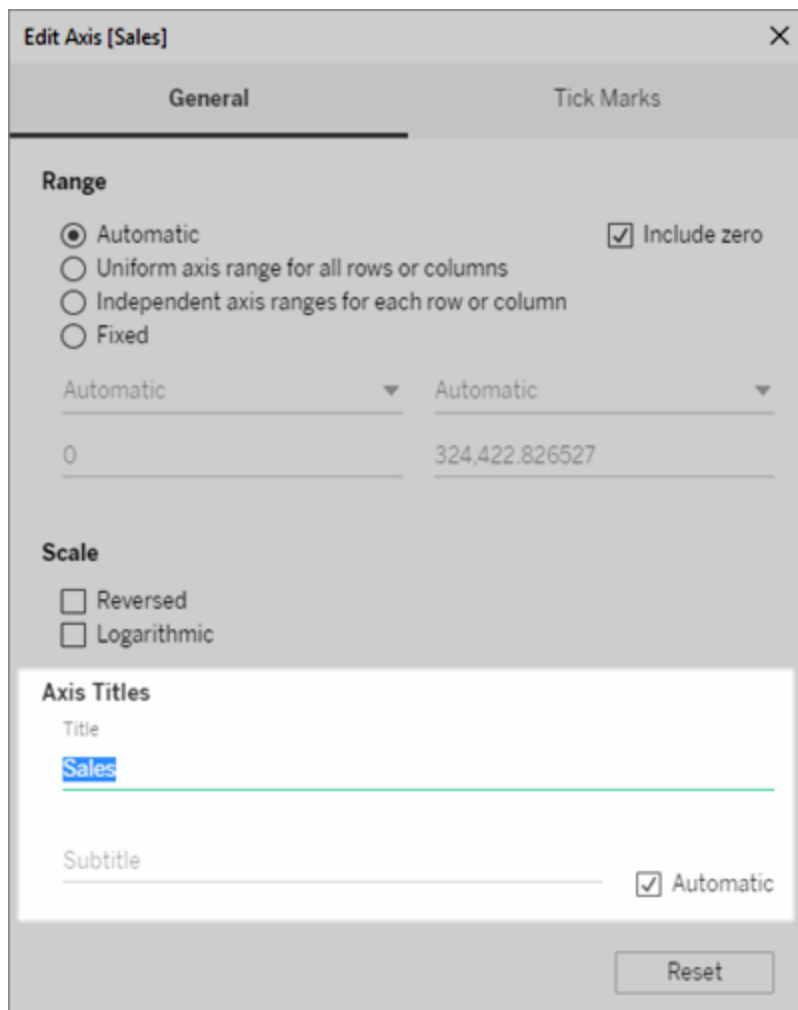 Edit Axis [Sales]
General Tick Marks
Range
Automatic Include zero
Uniform axis range for all rows or columns
Independent axis ranges for each row or column
Fixed
Automatic Automatic
0 324,422.826527
Scale
Reversed
Logarithmic
Axis Titles
Title
Sales
Subtitle
Automatic
Reset